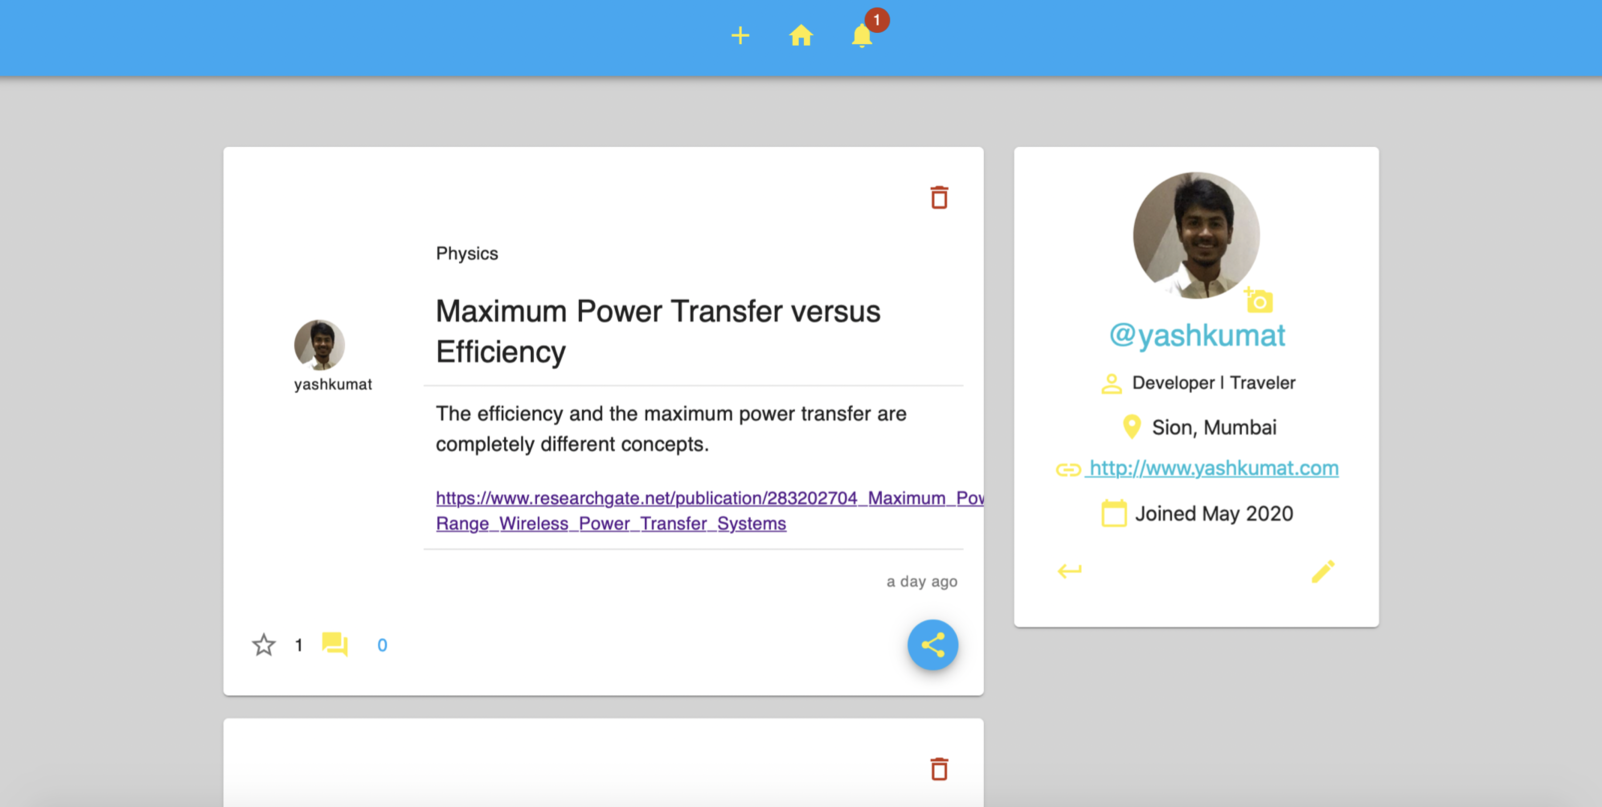 1
Physics
Maximum Power Transfer versus
Efficiency
yashkumat
The efficiency and the maximum power transfer are
completely different concepts.
https://www.researchgate.net/publication/283202704_Maximum_Pow
Range_Wireless_Power_Transfer_Systems
a day ago
1 0
@yashkumat
Developer | Traveler
Sion, Mumbai
http://www.yashkumat.com
Joined May 2020